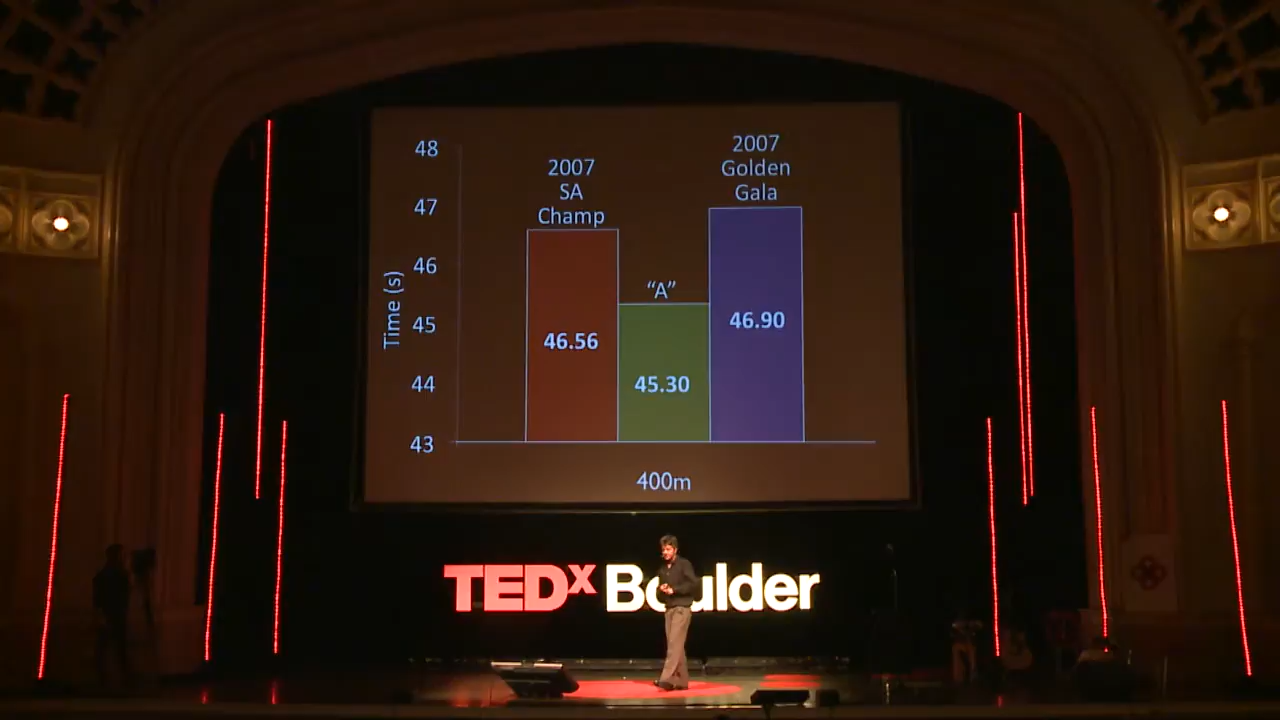 48
47
46
45
44
43
Time (s)
2007
SA
Champ
46.56
“A”
45.30
2007
Golden
Gala
46.90
400m
TEDx Boulder